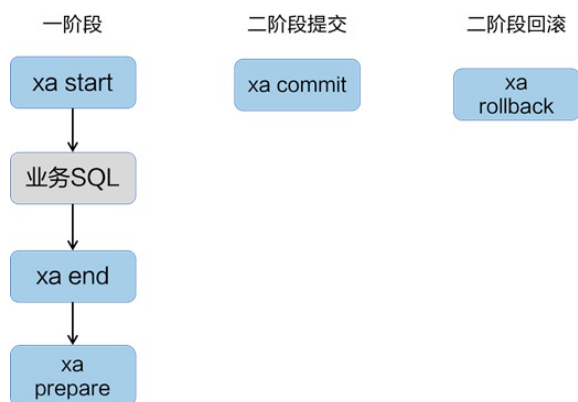 一阶段
二阶段提交
二阶段回滚
xa start
xa commit
xa
rollback
业务SQL
xa end
xa
prepare